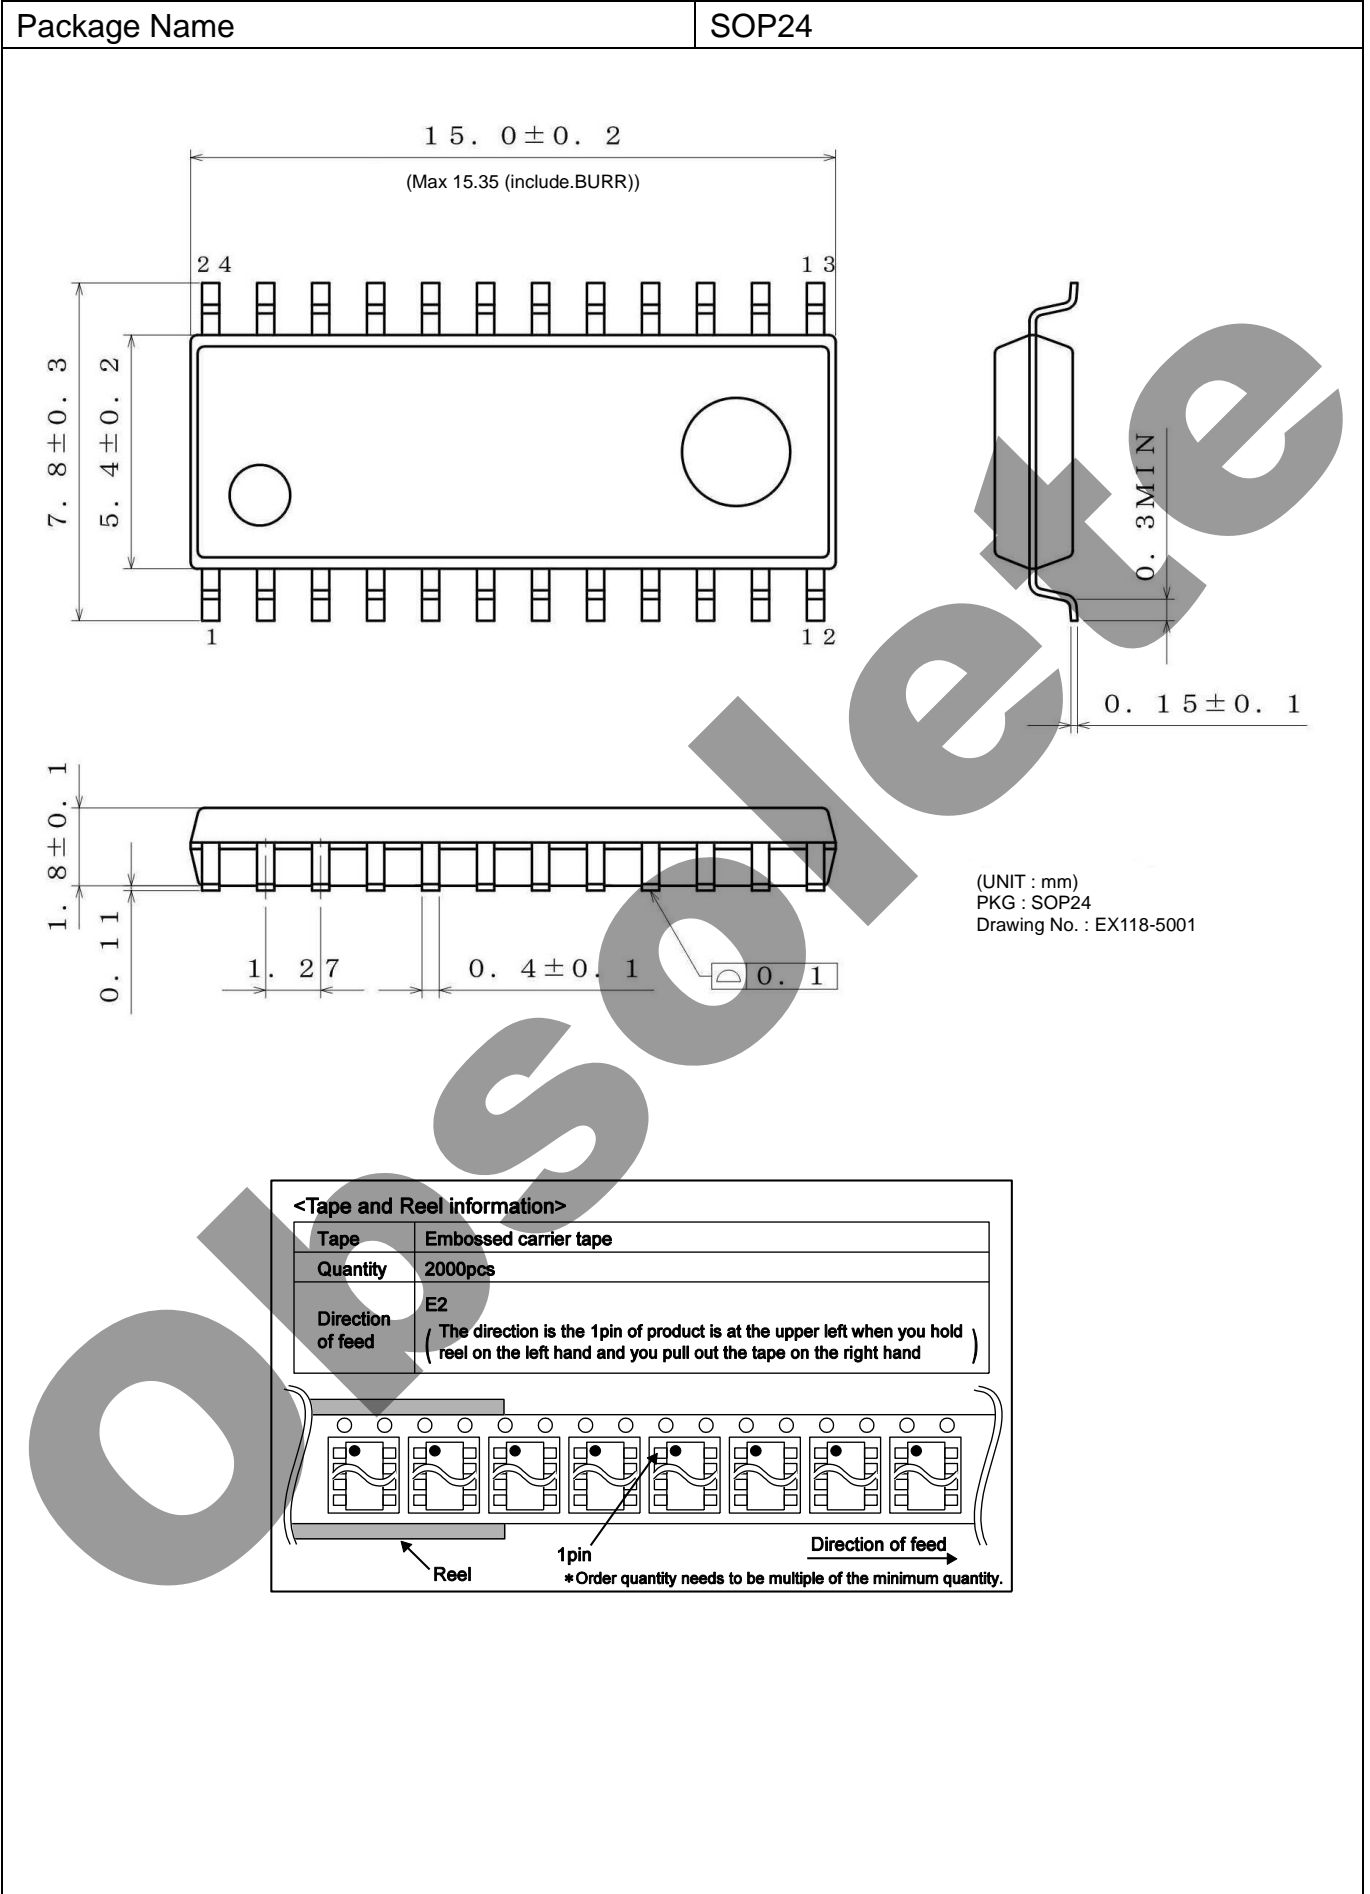 Package Name
SOP24
15.0±0.2
(Max 15.35 (include.BURR))
24
13
7.8±0.3
5.4±0.2
1
12
0.3MIN
0.15±0.1
1.8±0.1
0.11
1.27
0.4±0.1
0.1
(UNIT : mm)
PKG : SOP24
Drawing No. : EX118-5001
Obsolete
<Tape and Reel information>
Tape
Embossed carrier tape
Quantity
2000pcs
Direction
of feed
E2
( The direction is the 1pin of product is at the upper left when you hold
reel on the left hand and you pull out the tape on the right hand )
Reel
1pin
Direction of feed
*Order quantity needs to be multiple of the minimum quantity.